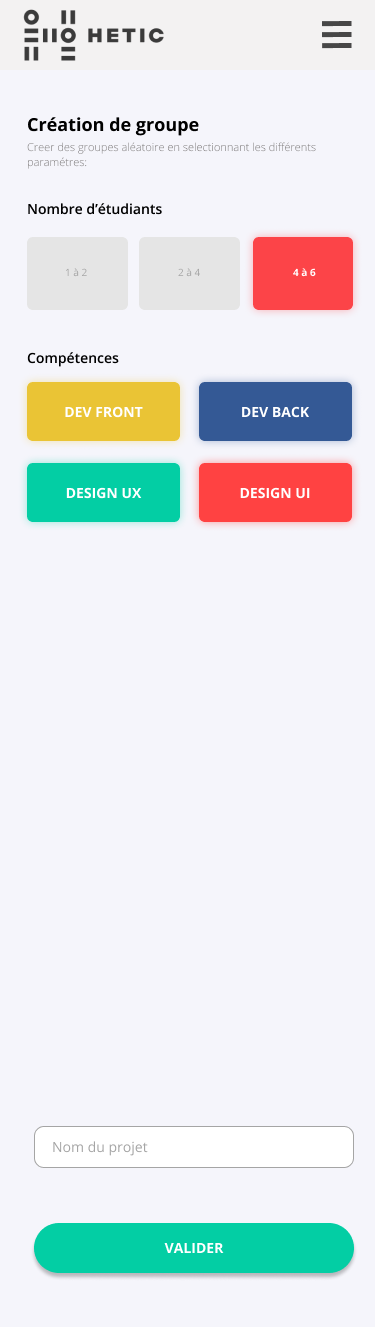 HETIC
Création de groupe
Creer des groupes aléatoire en selectionnant les différents
paramétres:
Nombre d’étudiants
1 à 2
2 à 4
4 à 6
Compétences
DEV FRONT
DEV BACK
DESIGN UX
DESIGN UI
Nom du projet
VALIDER